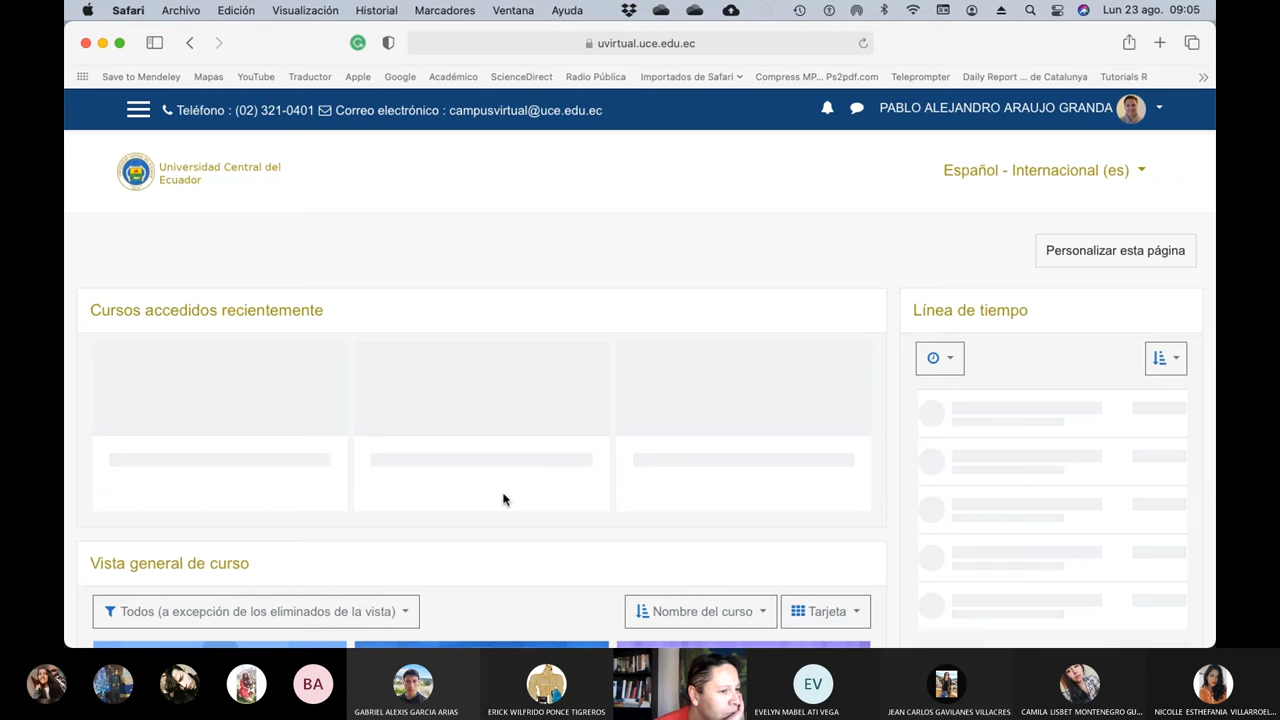 Safari Archivo Edición Visualización Historial Marcadores Ventana Ayuda Lun 23 ago. 09:05
uvirtual.uce.edu.ec
Save to Mendeley Mapas YouTube Traductor Apple Google Académico ScienceDirect Radio Pública Importados de Safari Compress MP... Ps2pdf.com Teleprompter Daily Report ... de Catalunya Tutorials R
Teléfono : (02) 321-0401 Correo electrónico : campusvirtual@uce.edu.ec PABLO ALEJANDRO ARAUJO GRANDA
Universidad Central del
Ecuador
Español - Internacional (es)
Personalizar esta página
Cursos accedidos recientemente
Línea de tiempo
Vista general de curso
Todos (a excepción de los eliminados de la vista) Nombre del curso Tarjeta
BA EV
GABRIEL ALEXIS GARCIA ARIAS ERICK WILFRIDO PONCE TIGREROS EVELYN MABEL ATI VEGA JEAN CARLOS GAVILANES VILLACRES CAMILA LISBET MONTENEGRO GU... NICOLLE ESTHEFANIA VILLARROEL...